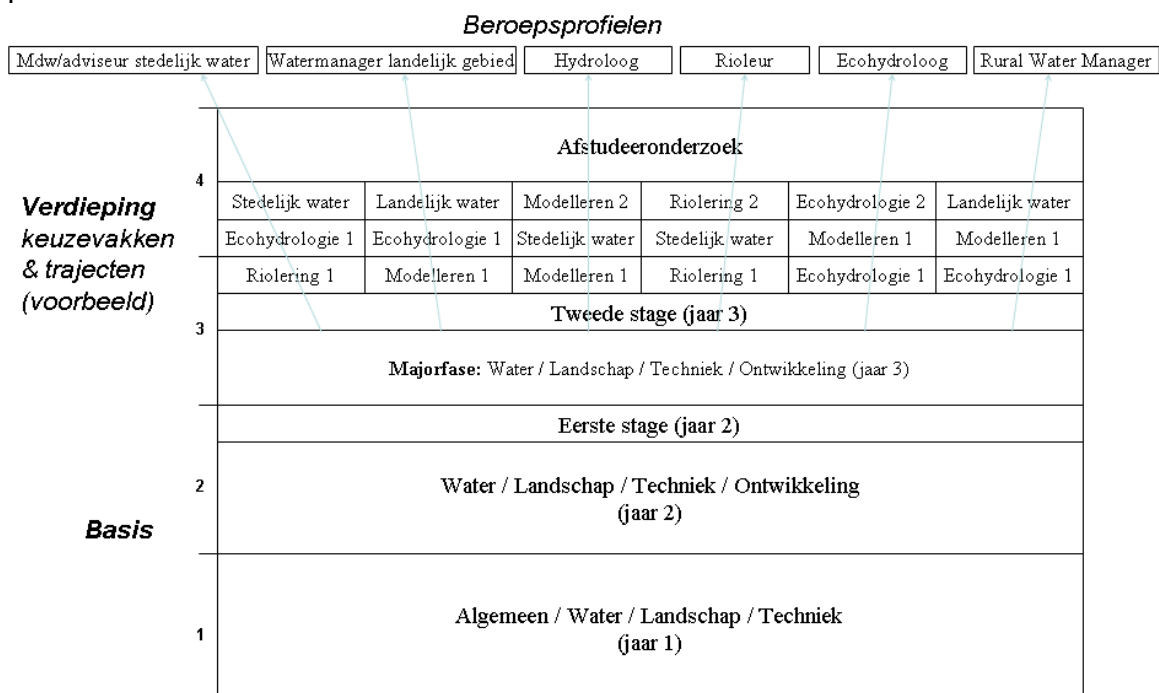 Beroepsprofielen
Mdw/adviseur stedelijk water Watermanager landelijk gebied Hydroloog Rioleur Ecohydroloog Rural Water Manager
Afstudeeronderzoek
4
Verdieping
keuzevakken
& trajecten
(voorbeeld)
Stedelijk water Landelijk water Modelleren 2 Riolering 2 Ecohydrologie 2 Landelijk water
Ecohydrologie 1 Ecohydrologie 1 Stedelijk water Stedelijk water Modelleren 1 Modelleren 1
Riolering 1 Modelleren 1 Modelleren 1 Riolering 1 Ecohydrologie 1 Ecohydrologie 1
Tweede stage (jaar 3)
3
Majorfase: Water / Landschap / Techniek / Ontwikkeling (jaar 3)
Eerste stage (jaar 2)
2
Water / Landschap / Techniek / Ontwikkeling
(jaar 2)
Basis
Algemeen / Water / Landschap / Techniek
(jaar 1)
1